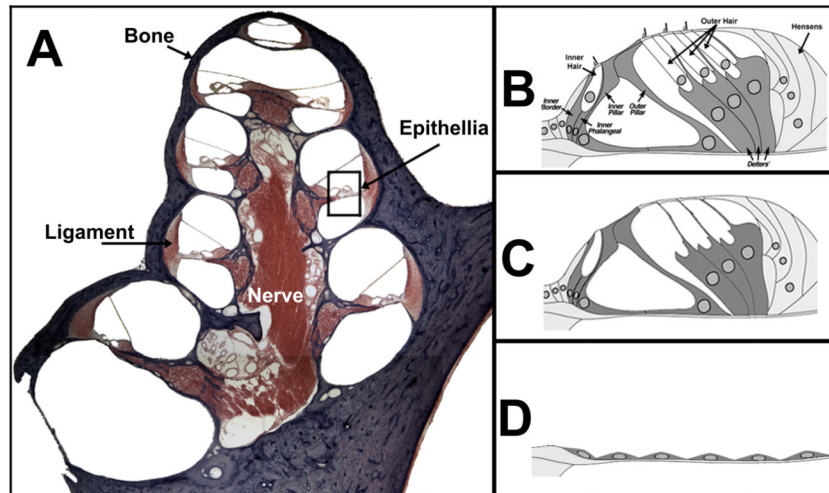 A
Bone
Epithellia
Ligament
Nerve
B
Outer Hair
Hensens
Inner
Hair
Inner
Border
Inner
Phalangeal
Inner
Pillar
Outer
Pillar
Deiters'
C
D